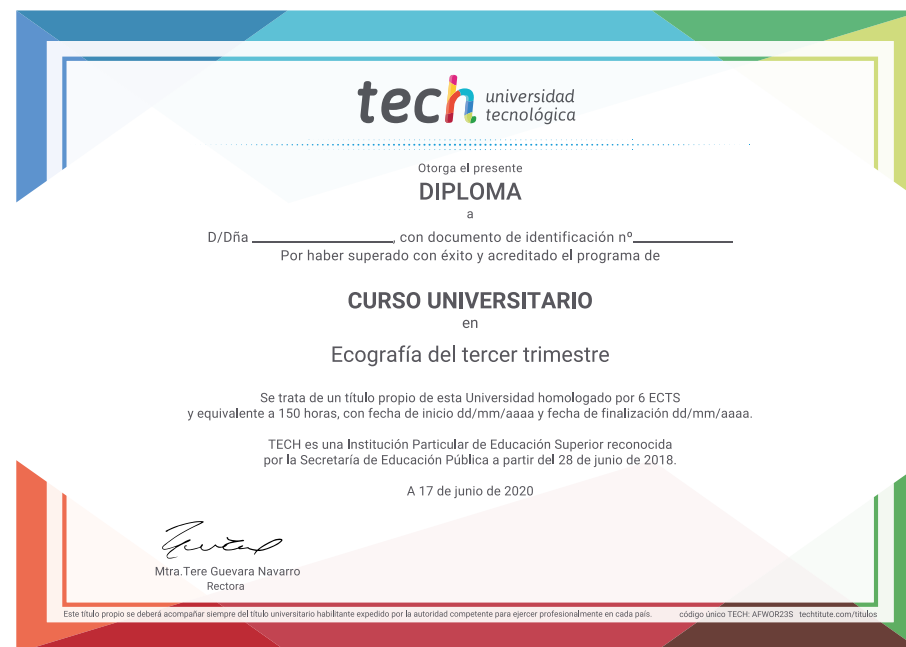 tech universidad
tecnológica
Otorga el presente
DIPLOMA
a
D/Dña ____________________, con documento de identificación nº______________
Por haber superado con éxito y acreditado el programa de
CURSO UNIVERSITARIO
en
Ecografía del tercer trimestre
Se trata de un título propio de esta Universidad homologado por 6 ECTS
y equivalente a 150 horas, con fecha de inicio dd/mm/aaaa y fecha de finalización dd/mm/aaaa.
TECH es una Institución Particular de Educación Superior reconocida
por la Secretaría de Educación Pública a partir del 28 de junio de 2018.
A 17 de junio de 2020
Mtra.Tere Guevara Navarro
Rectora
Este título propio se deberá acompañar siempre del título universitario habilitante expedido por la autoridad competente para ejercer profesionalmente en cada país. código único TECH: AFWOR23S techtitute.com/titulos